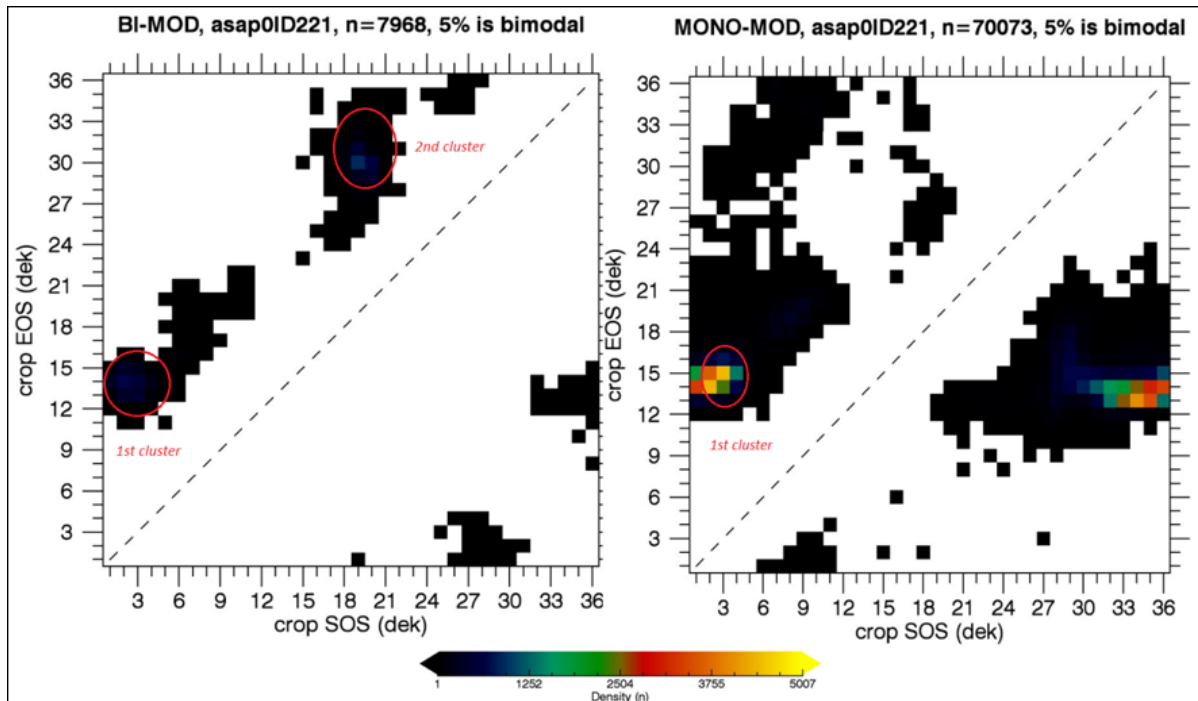 BI-MOD, asap0ID221, n=7968, 5% is bimodal
36
33
30
27
24
21
18
15
12
9
6
3
crop EOS (dek)
2nd cluster
1st cluster
3 6 9 12 15 18 21 24 27 30 33 36
crop SOS (dek)
MONO-MOD, asap0ID221, n=70073, 5% is bimodal
36
33
30
27
24
21
18
15
12
9
6
3
crop EOS (dek)
1st cluster
3 6 9 12 15 18 21 24 27 30 33 36
crop SOS (dek)
1 1252 2504 3755 5007
Density (n)